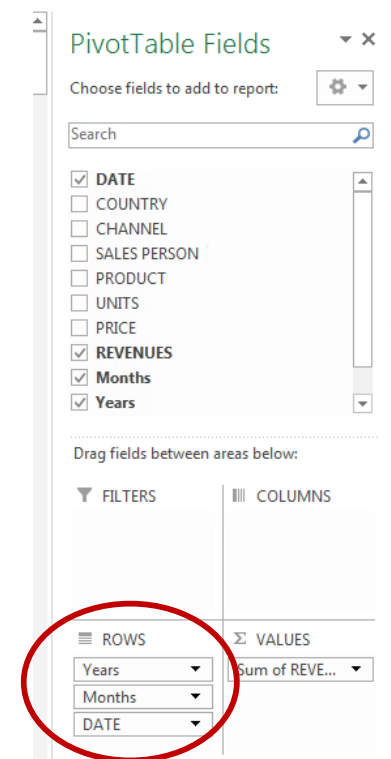 PivotTable Fields
Choose fields to add to report:
Search
DATE
COUNTRY
CHANNEL
SALES PERSON
PRODUCT
UNITS
PRICE
REVENUES
Months
Years
Drag fields between areas below:
FILTERS
COLUMNS
ROWS
Years
Months
DATE
Σ VALUES
Sum of REVE...